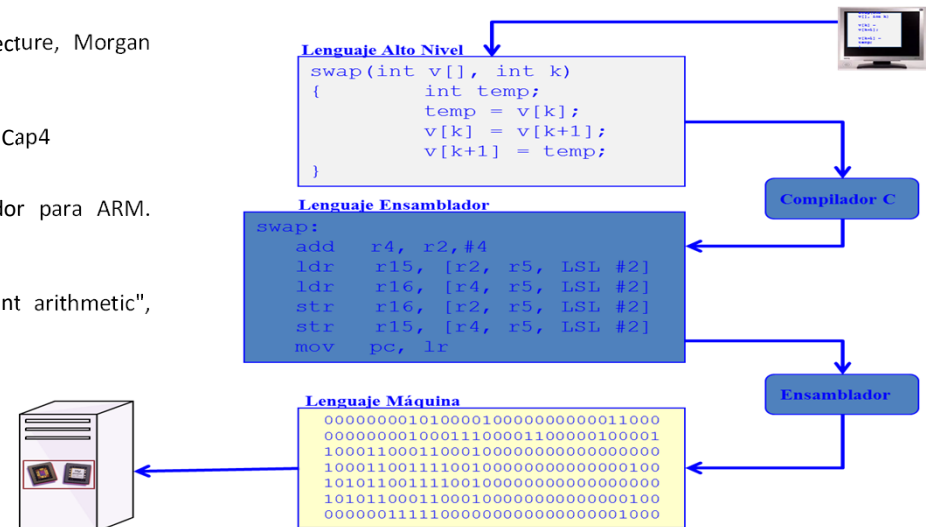 ecture, Morgan
Cap4
dor para ARM.
nt arithmetic",
Lenguaje Alto Nivel
swap(int v[], int k)
{ int temp;
temp = v[k];
v[k] = v[k+1];
v[k+1] = temp;
}
Compilador C
Lenguaje Ensamblador
swap:
add r4, r2,#4
ldr r15, [r2, r5, LSL #2]
ldr r16, [r4, r5, LSL #2]
str r16, [r2, r5, LSL #2]
str r15, [r4, r5, LSL #2]
mov pc, lr
Ensamblador
Lenguaje Máquina
00000000101000010000000000011000
00000000100011100001100000100001
10001100011000100000000000000000
10001100111100100000000000000100
10101100111100100000000000000000
10101100011000100000000000000100
00000011111000000000000000001000